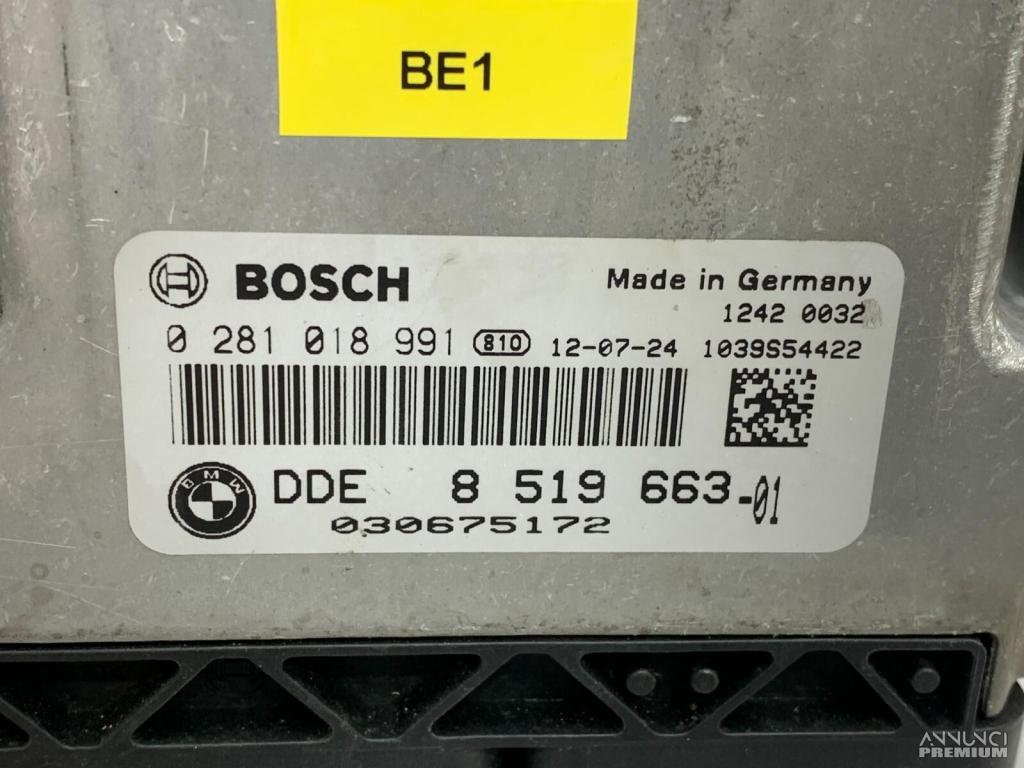 BE1
BOSCH Made in Germany
1242 0032
0 281 018 991 810 12-07-24 1039S54422
BMW DDE 8 519 663-01
030675172
ANNUNCI
PREMIUM